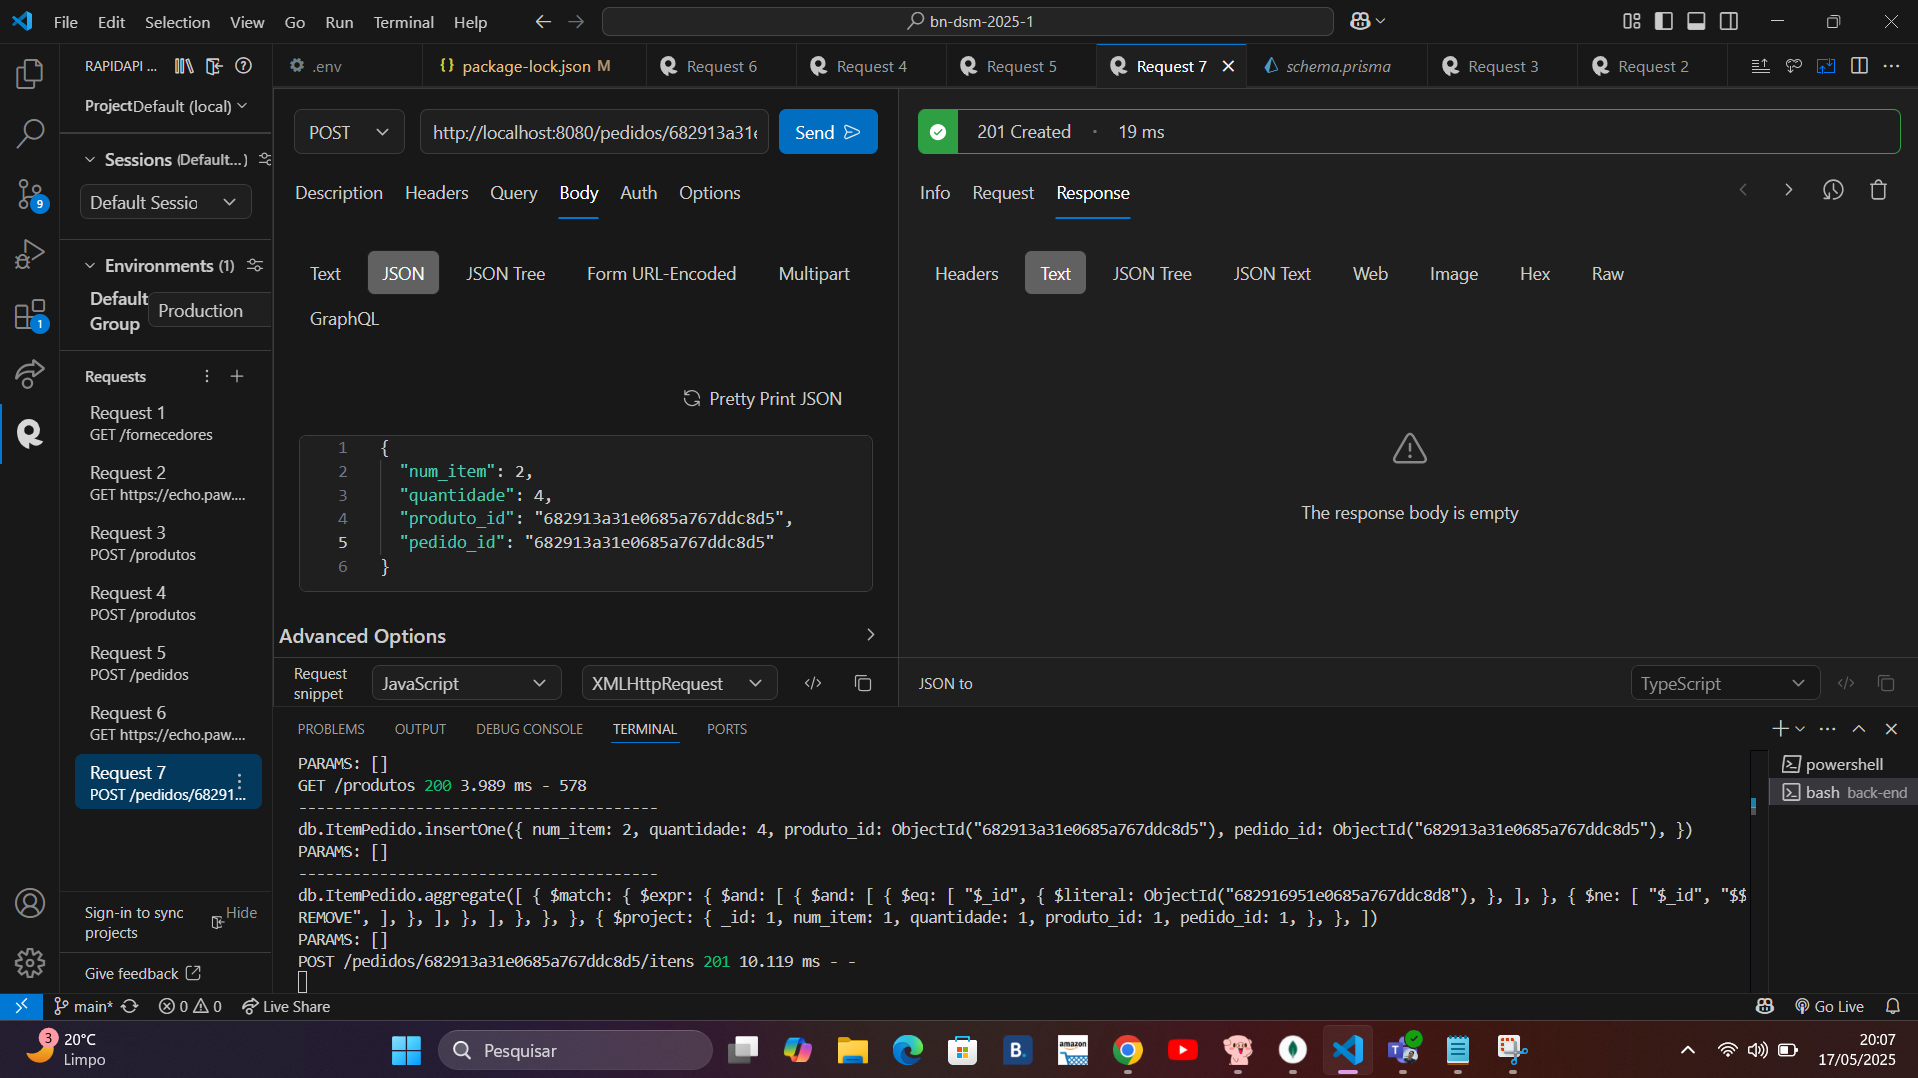 File Edit Selection View Go Run Terminal Help
bn-dsm-2025-1
RAPIDAPI ...
.env
package-lock.json M
Request 6
Request 4
Request 5
Request 7
schema.prisma
Request 3
Request 2
Project Default (local)
POST
http://localhost:8080/pedidos/682913a31e
Send
201 Created · 19 ms
Sessions (Default...)
Default Sessio
Description Headers Query Body Auth Options
Info Request Response
9
Environments (1)
Default Group
Production
Text JSON JSON Tree Form URL-Encoded Multipart
GraphQL
Headers Text JSON Tree JSON Text Web Image Hex Raw
1
Requests
Request 1
GET /fornecedores
Request 2
GET https://echo.paw....
Request 3
POST /produtos
Request 4
POST /produtos
Request 5
POST /pedidos
Request 6
GET https://echo.paw....
Request 7
POST /pedidos/68291...
Pretty Print JSON
1 {
2 "num_item": 2,
3 "quantidade": 4,
4 "produto_id": "682913a31e0685a767ddc8d5",
5 "pedido_id": "682913a31e0685a767ddc8d5"
6 }
The response body is empty
Advanced Options
Request snippet
JavaScript
XMLHttpRequest
JSON to
TypeScript
PROBLEMS OUTPUT DEBUG CONSOLE TERMINAL PORTS
PARAMS: []
GET /produtos 200 3.989 ms - 578
----------------------------------------
db.ItemPedido.insertOne({ num_item: 2, quantidade: 4, produto_id: ObjectId("682913a31e0685a767ddc8d5"), pedido_id: ObjectId("682913a31e0685a767ddc8d5"), })
PARAMS: []
----------------------------------------
db.ItemPedido.aggregate([ { $match: { $expr: { $and: [ { $and: [ { $eq: [ "$_id", { $literal: ObjectId("682916951e0685a767ddc8d8"), }, ], }, { $ne: [ "$_id", "$$
REMOVE", ], }, ], }, ], }, }, }, { $project: { _id: 1, num_item: 1, quantidade: 1, produto_id: 1, pedido_id: 1, }, }, ])
PARAMS: []
POST /pedidos/682913a31e0685a767ddc8d5/itens 201 10.119 ms - -
powershell
bash back-end
Sign-in to sync projects
Hide
Give feedback
main* 0 0 Live Share
Go Live
3
20°C
Limpo
Pesquisar
B.
amazon
20:07
17/05/2025